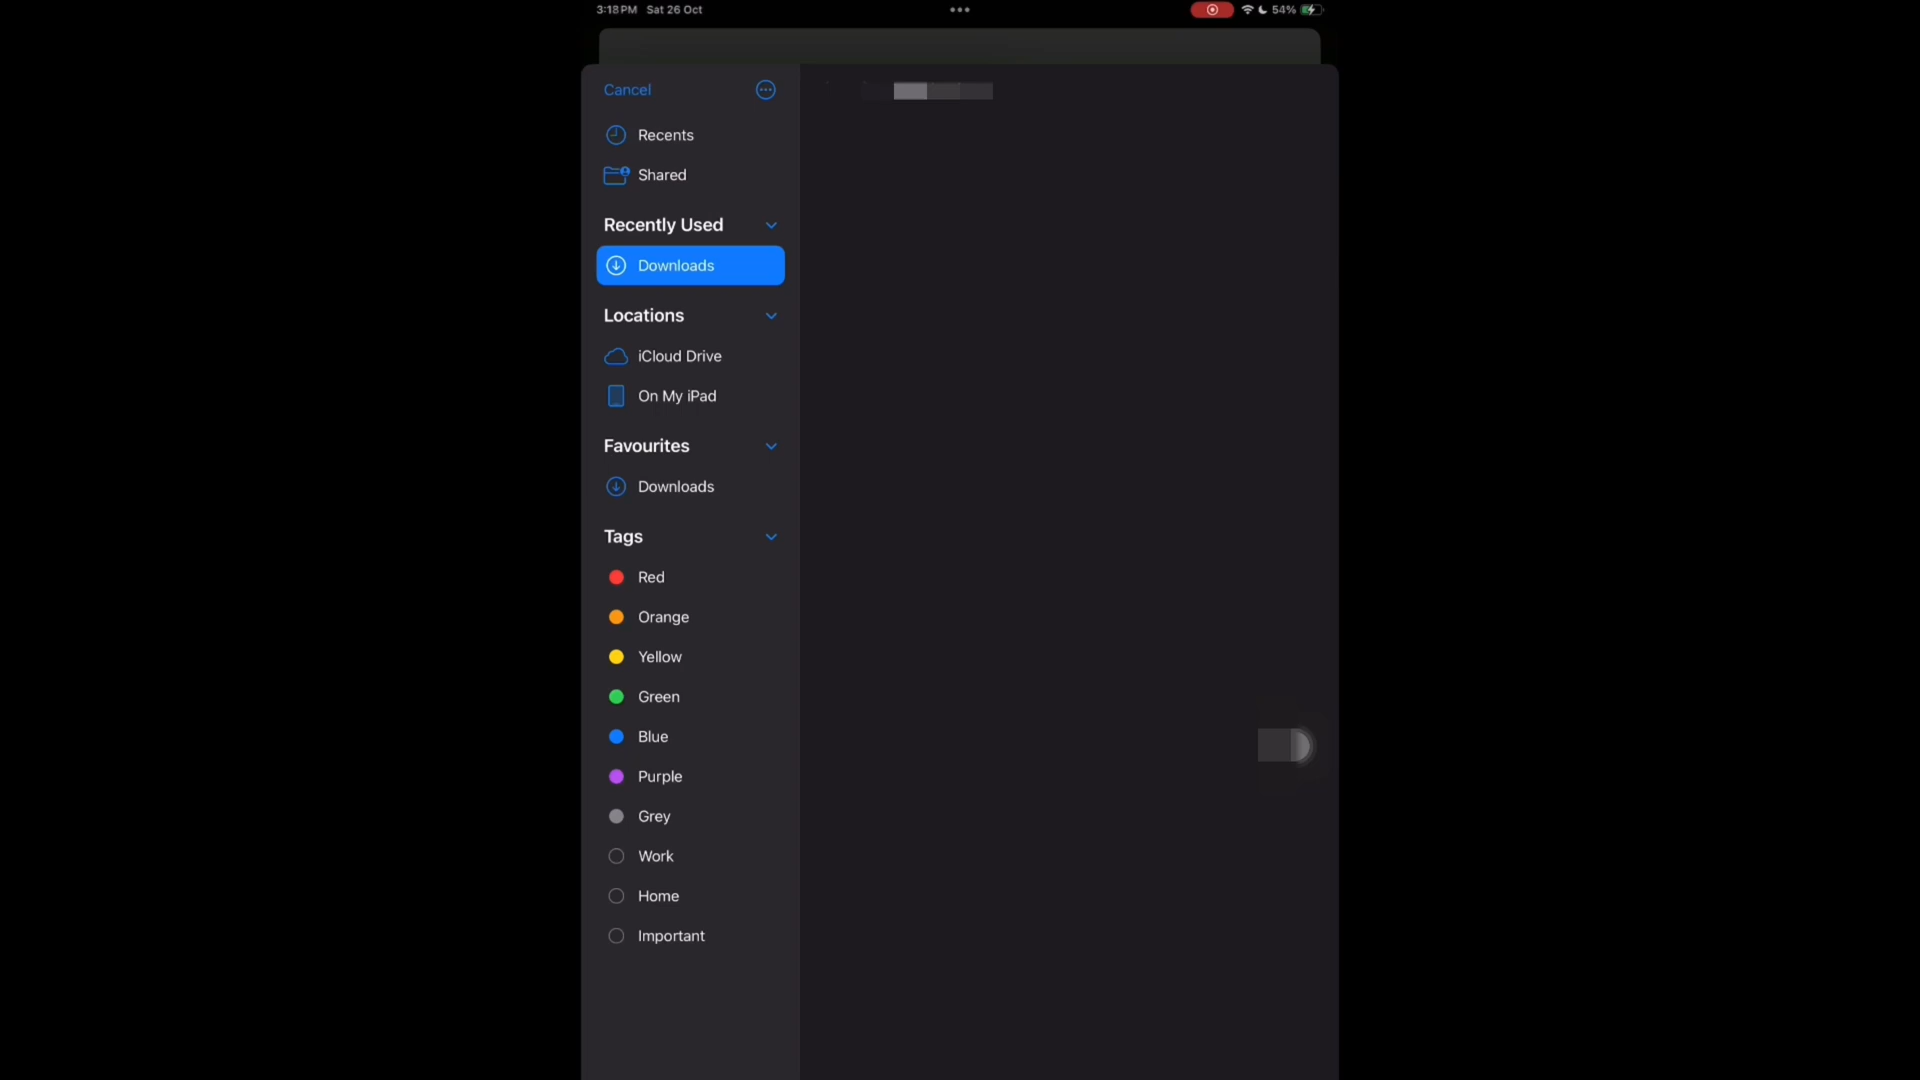 3:18 PM Sat 26 Oct
54%
Cancel
Recents
Shared
Recently Used
Downloads
Locations
iCloud Drive
On My iPad
Favourites
Downloads
Tags
Red
Orange
Yellow
Green
Blue
Purple
Grey
Work
Home
Important